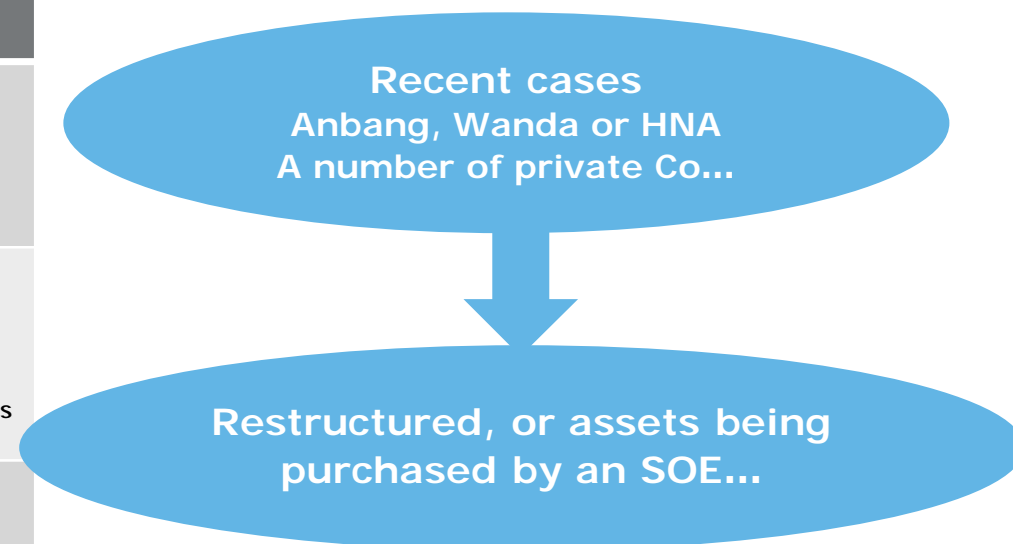 Recent cases
Anbang, Wanda or HNA
A number of private Co...
s
Restructured, or assets being
purchased by an SOE...